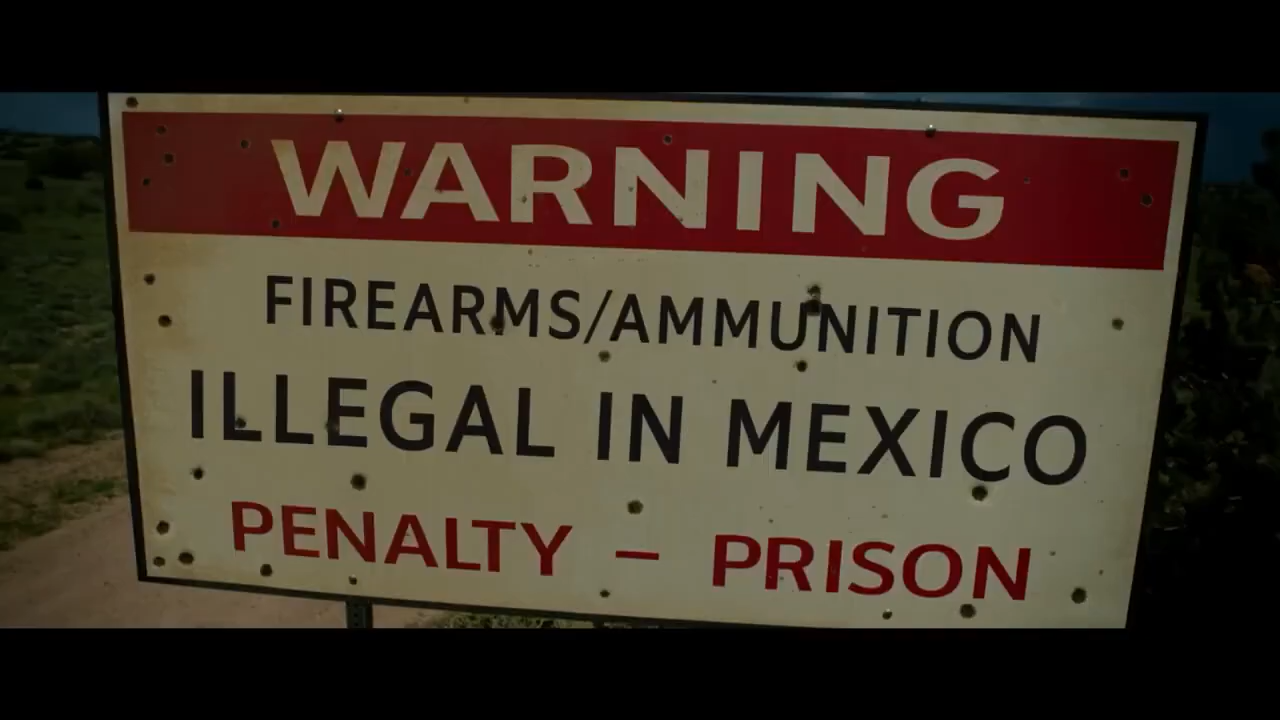 WARNING
FIREARMS/AMMUNITION
ILLEGAL IN MEXICO
PENALTY – PRISON